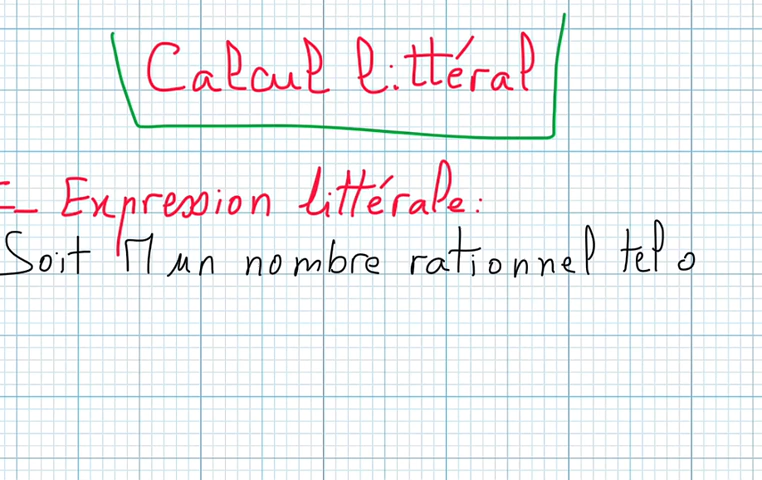 Calcul littéral
- Expression littérale:
Soit M un nombre rationnel tel